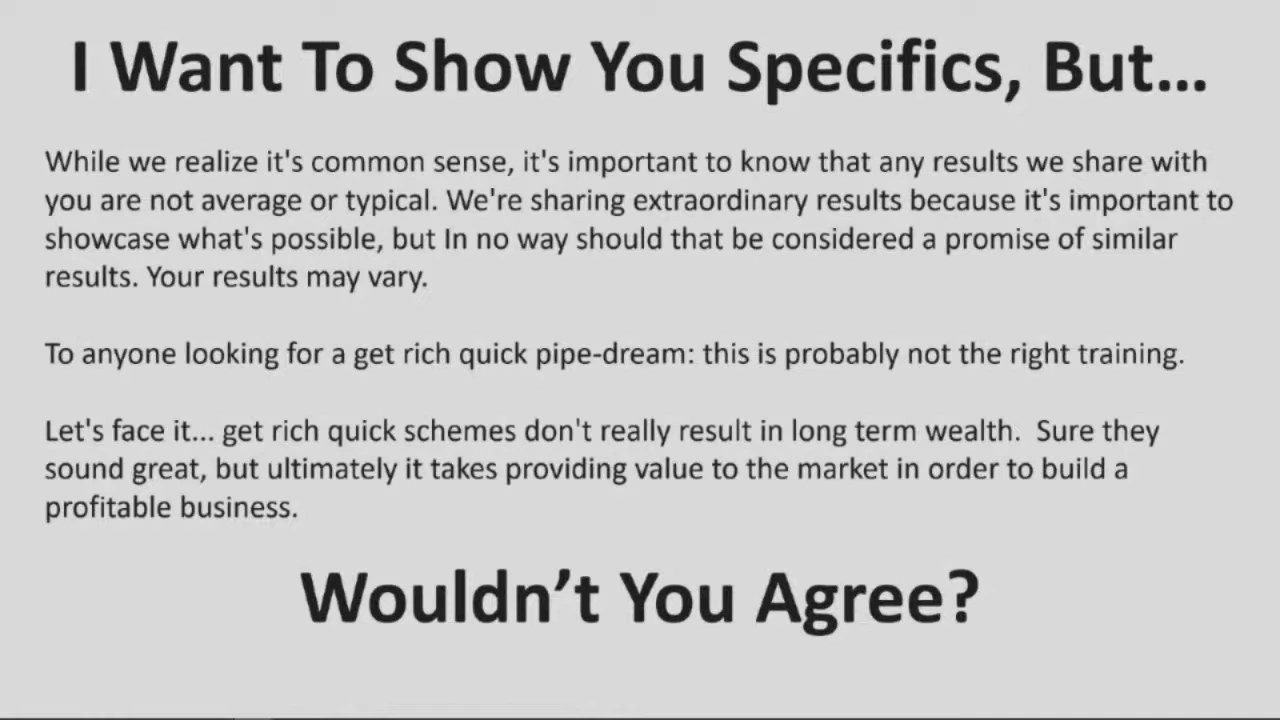 I Want To Show You Specifics, But...
While we realize it's common sense, it's important to know that any results we share with
you are not average or typical. We're sharing extraordinary results because it's important to
showcase what's possible, but In no way should that be considered a promise of similar
results. Your results may vary.
To anyone looking for a get rich quick pipe-dream: this is probably not the right training.
Let's face it... get rich quick schemes don't really result in long term wealth.  Sure they
sound great, but ultimately it takes providing value to the market in order to build a
profitable business.
Wouldn’t You Agree?